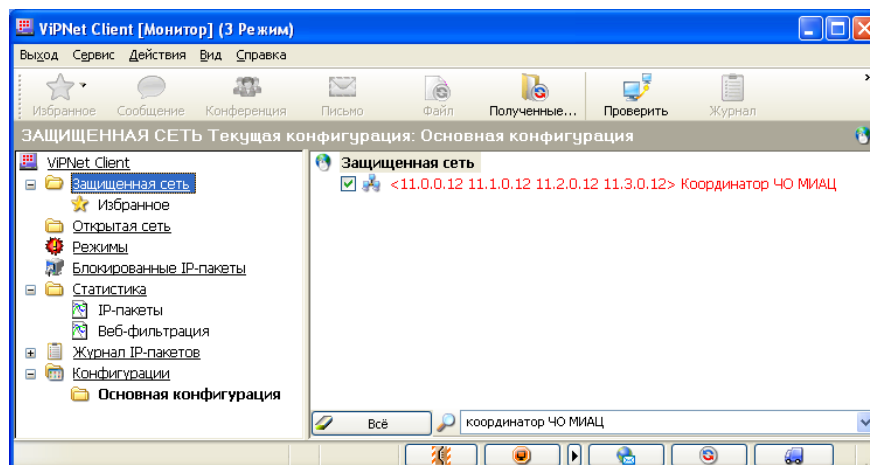 ViPNet Client [Монитор] (3 Режим)
Выход Сервис Действия Вид Справка
Избранное Сообщение Конференция Письмо Файл Полученные... Проверить Журнал
ЗАЩИЩЕННАЯ СЕТЬ Текущая конфигурация: Основная конфигурация
ViPNet Client
Защищенная сеть
Избранное
Открытая сеть
Режимы
Блокированные IP-пакеты
Статистика
IP-пакеты
Веб-фильтрация
Журнал IP-пакетов
Конфигурации
Основная конфигурация
Защищенная сеть
<11.0.0.12 11.1.0.12 11.2.0.12 11.3.0.12> Координатор ЧО МИАЦ
Всё координатор ЧО МИАЦ